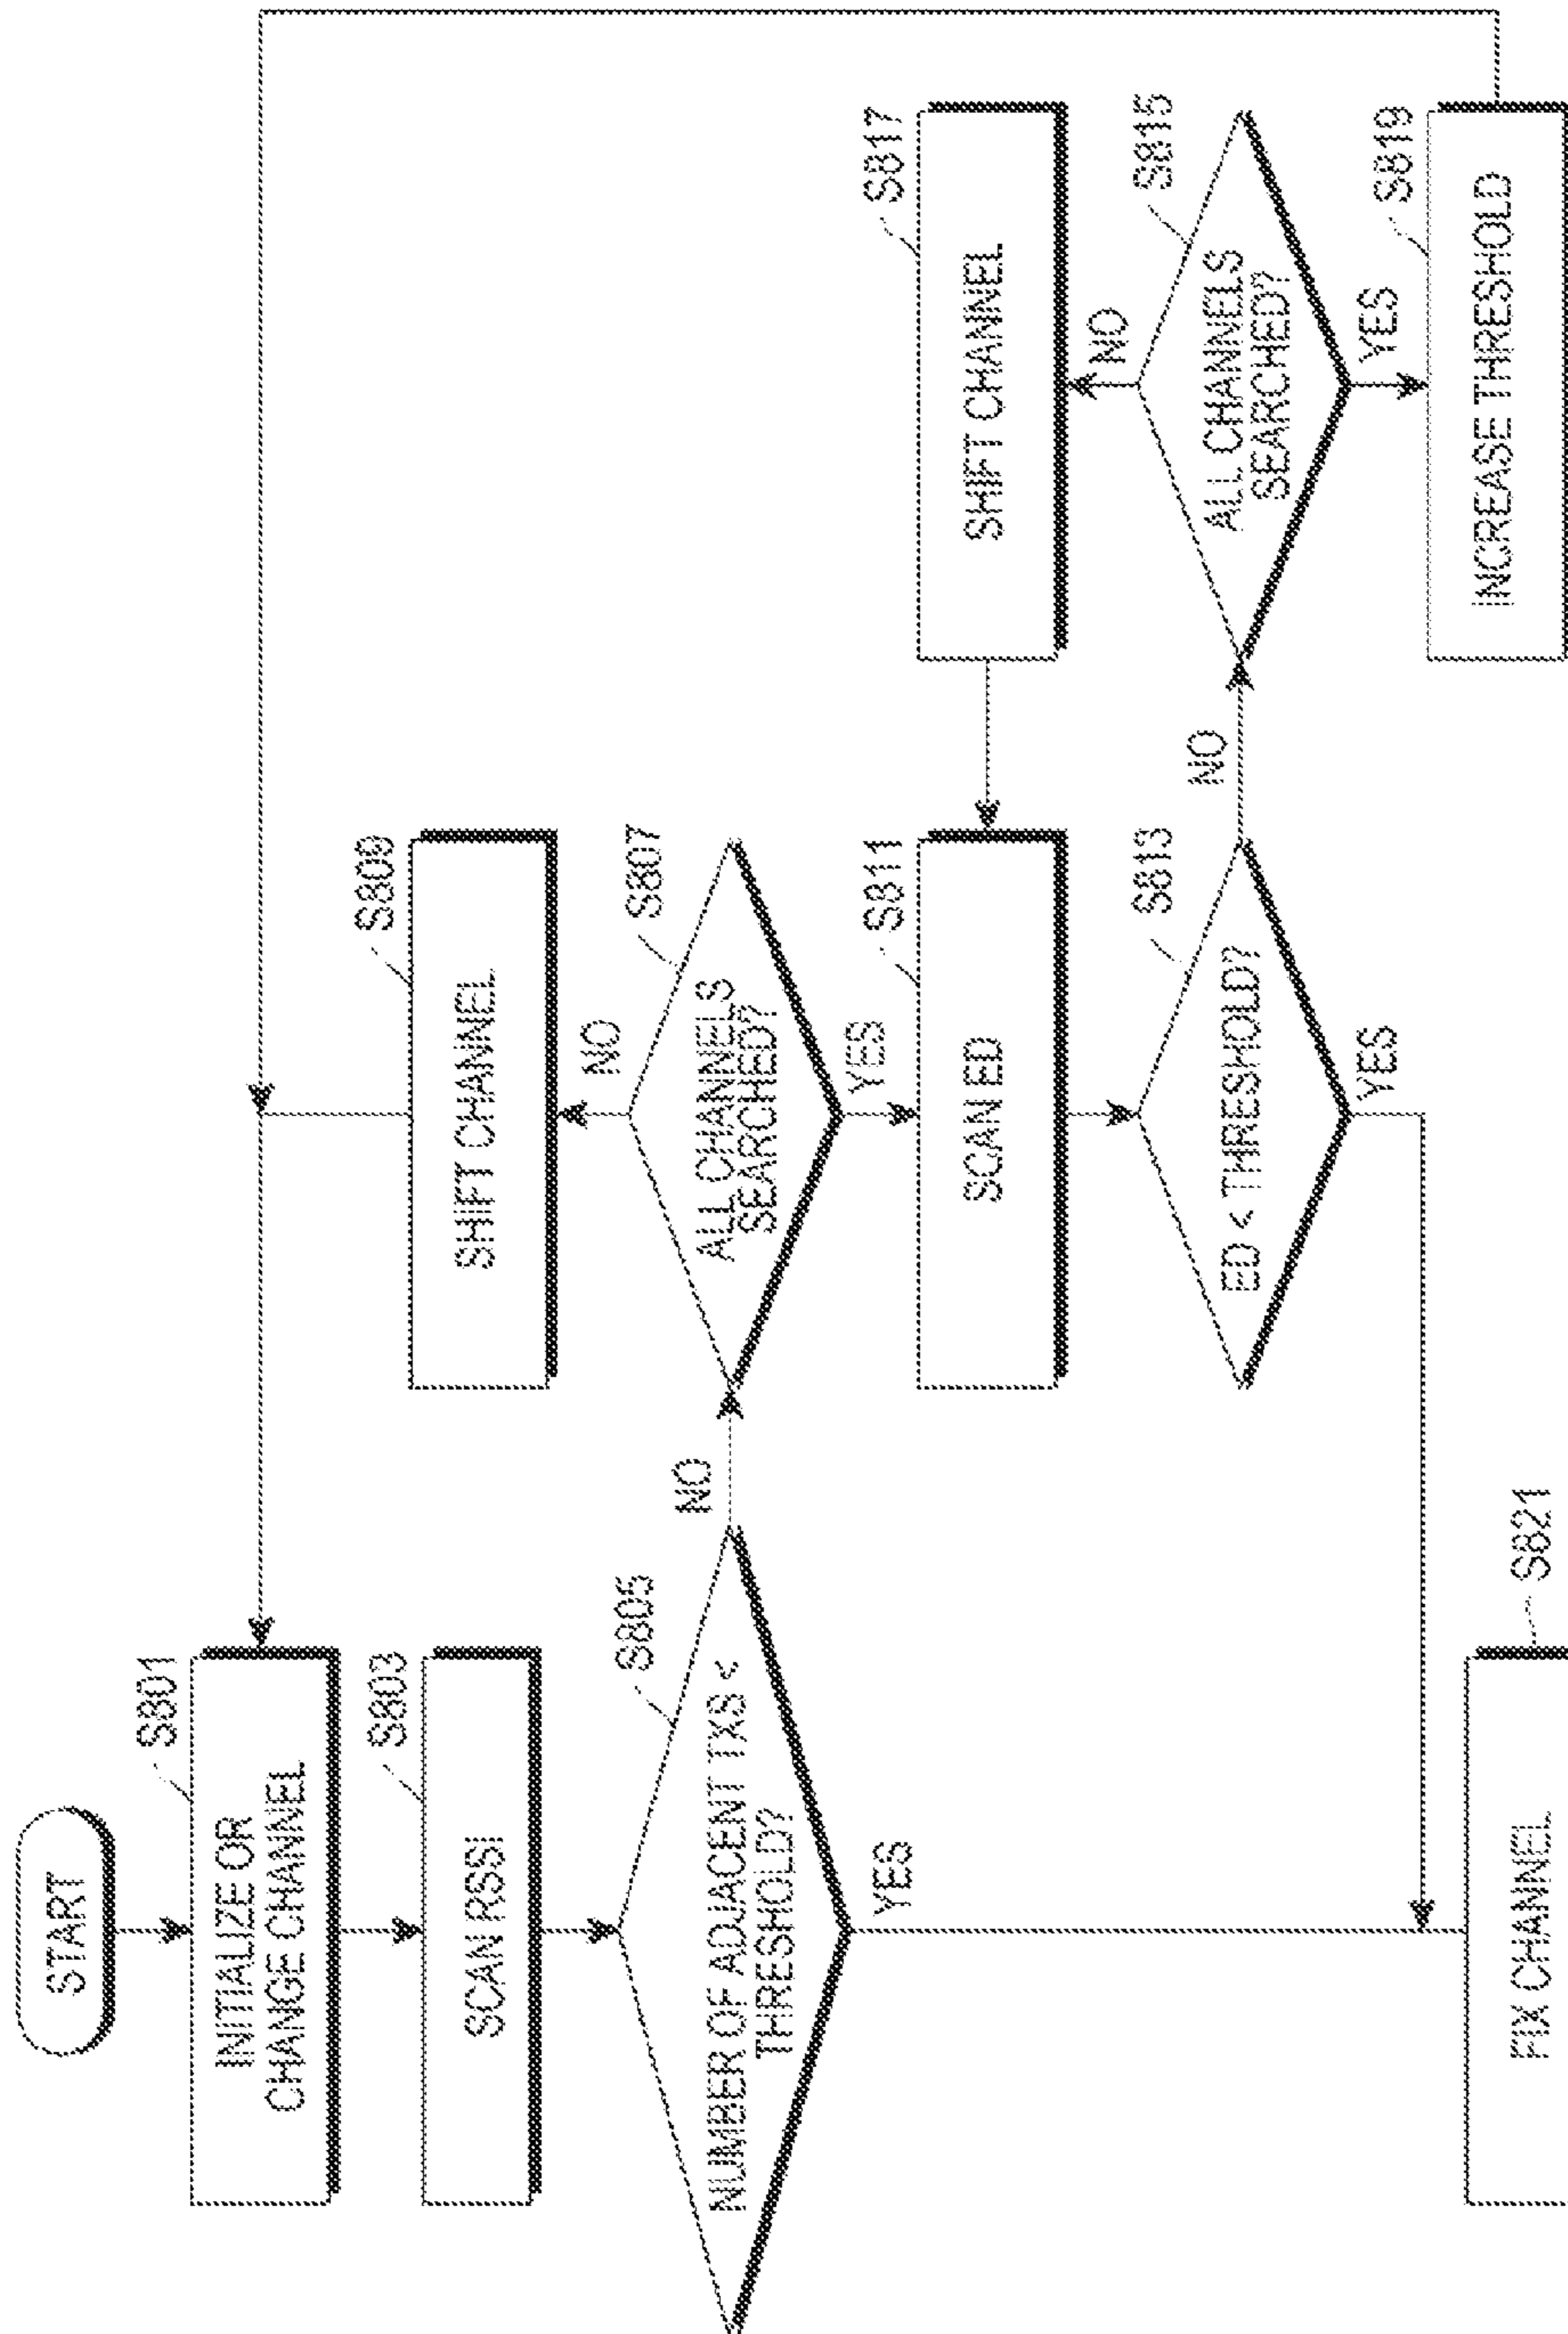 START
S801
INITIALIZE OR
CHANGE CHANNEL
S803
SCAN RSSI
S805
NUMBER OF ADJACENT TXS <
THRESHOLD?
NO
YES
S809
SHIFT CHANNEL
NO
S807
ALL CHANNELS
SEARCHED?
YES
S811
SCAN ED
S813
ED < THRESHOLD?
NO
YES
S817
SHIFT CHANNEL
NO
S815
ALL CHANNELS
SEARCHED?
YES
S819
INCREASE THRESHOLD
S821
FIX CHANNEL